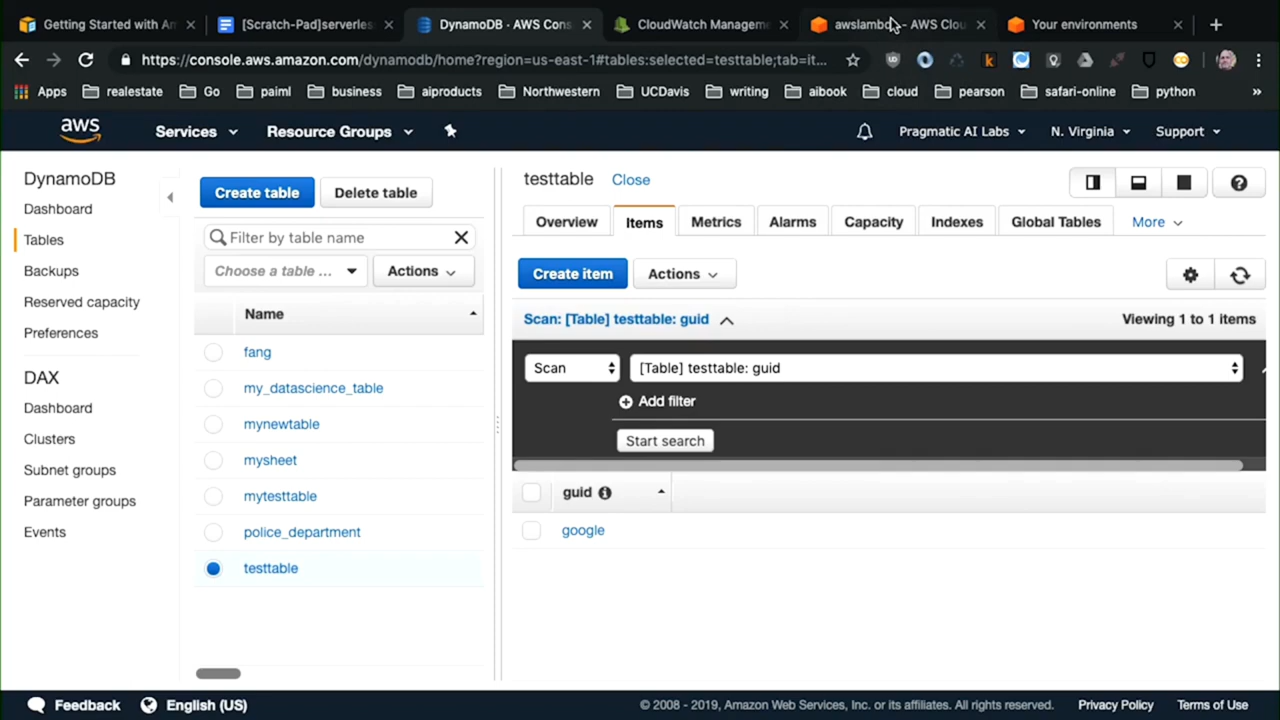 Getting Started with An
[Scratch-Pad]serverles
DynamoDB · AWS Cons
CloudWatch Manageme
awslambd - AWS Clou
Your environments
https://console.aws.amazon.com/dynamodb/home?region=us-east-1#tables:selected=testtable;tab=it...
Apps
realestate
Go
paiml
business
aiproducts
Northwestern
UCDavis
writing
aibook
cloud
pearson
safari-online
python
»
aws
Services
Resource Groups
Pragmatic AI Labs
N. Virginia
Support
DynamoDB
Dashboard
Tables
Backups
Reserved capacity
Preferences
DAX
Dashboard
Clusters
Subnet groups
Parameter groups
Events
Create table
Delete table
Filter by table name
Choose a table ...
Actions
Name
fang
my_datascience_table
mynewtable
mysheet
mytesttable
police_department
testtable
testtable
Close
Overview
Items
Metrics
Alarms
Capacity
Indexes
Global Tables
More
Create item
Actions
Scan: [Table] testtable: guid
Viewing 1 to 1 items
Scan
[Table] testtable: guid
Add filter
Start search
guid
google
Feedback
English (US)
© 2008 - 2019, Amazon Web Services, Inc. or its affiliates. All rights reserved.
Privacy Policy
Terms of Use